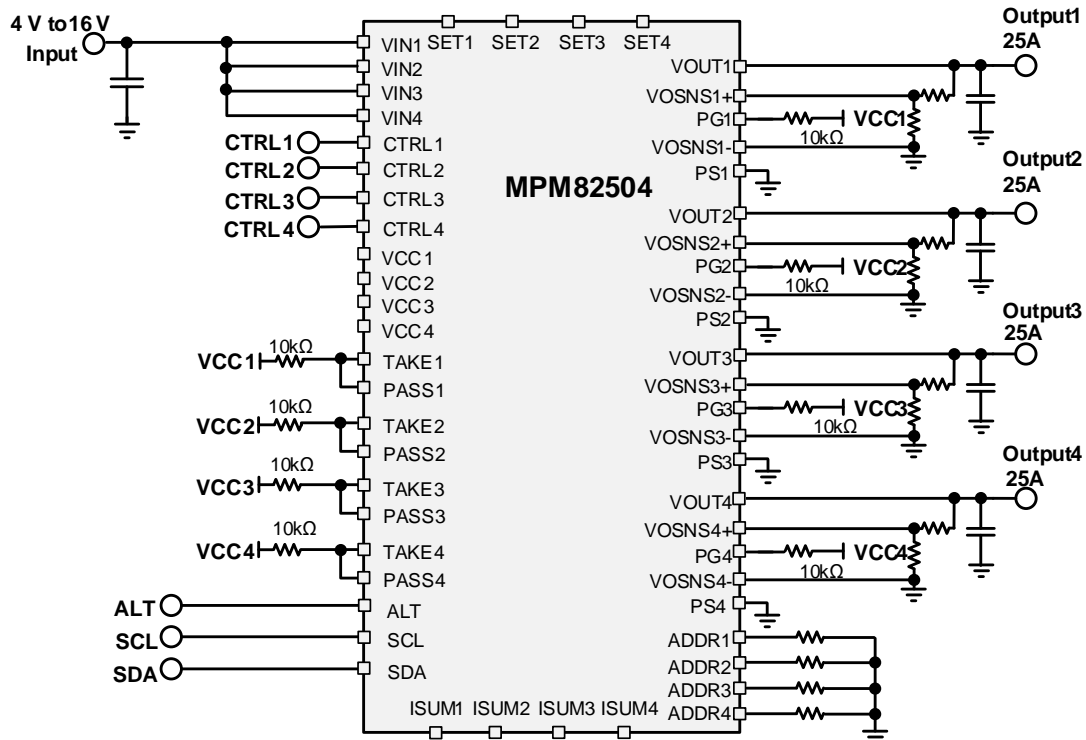 4 V to 16 V
Input
SET1 SET2 SET3 SET4
VIN1
VIN2
VIN3
VIN4
CTRL1 CTRL1
CTRL2 CTRL2
CTRL3 CTRL3
CTRL4 CTRL4
VCC1
VCC2
VCC3
VCC4
VCC1 10kΩ TAKE1
PASS1
VCC2 10kΩ TAKE2
PASS2
VCC3 10kΩ TAKE3
PASS3
VCC4 10kΩ TAKE4
PASS4
ALT ALT
SCL SCL
SDA SDA
ISUM1 ISUM2 ISUM3 ISUM4
MPM82504
Output1
25A
VOUT1
VOSNS1+
PG1 10kΩ VCC1
VOSNS1-
PS1
Output2
25A
VOUT2
VOSNS2+
PG2 10kΩ VCC2
VOSNS2-
PS2
Output3
25A
VOUT3
VOSNS3+
PG3 10kΩ VCC3
VOSNS3-
PS3
Output4
25A
VOUT4
VOSNS4+
PG4 10kΩ VCC4
VOSNS4-
PS4
ADDR1
ADDR2
ADDR3
ADDR4